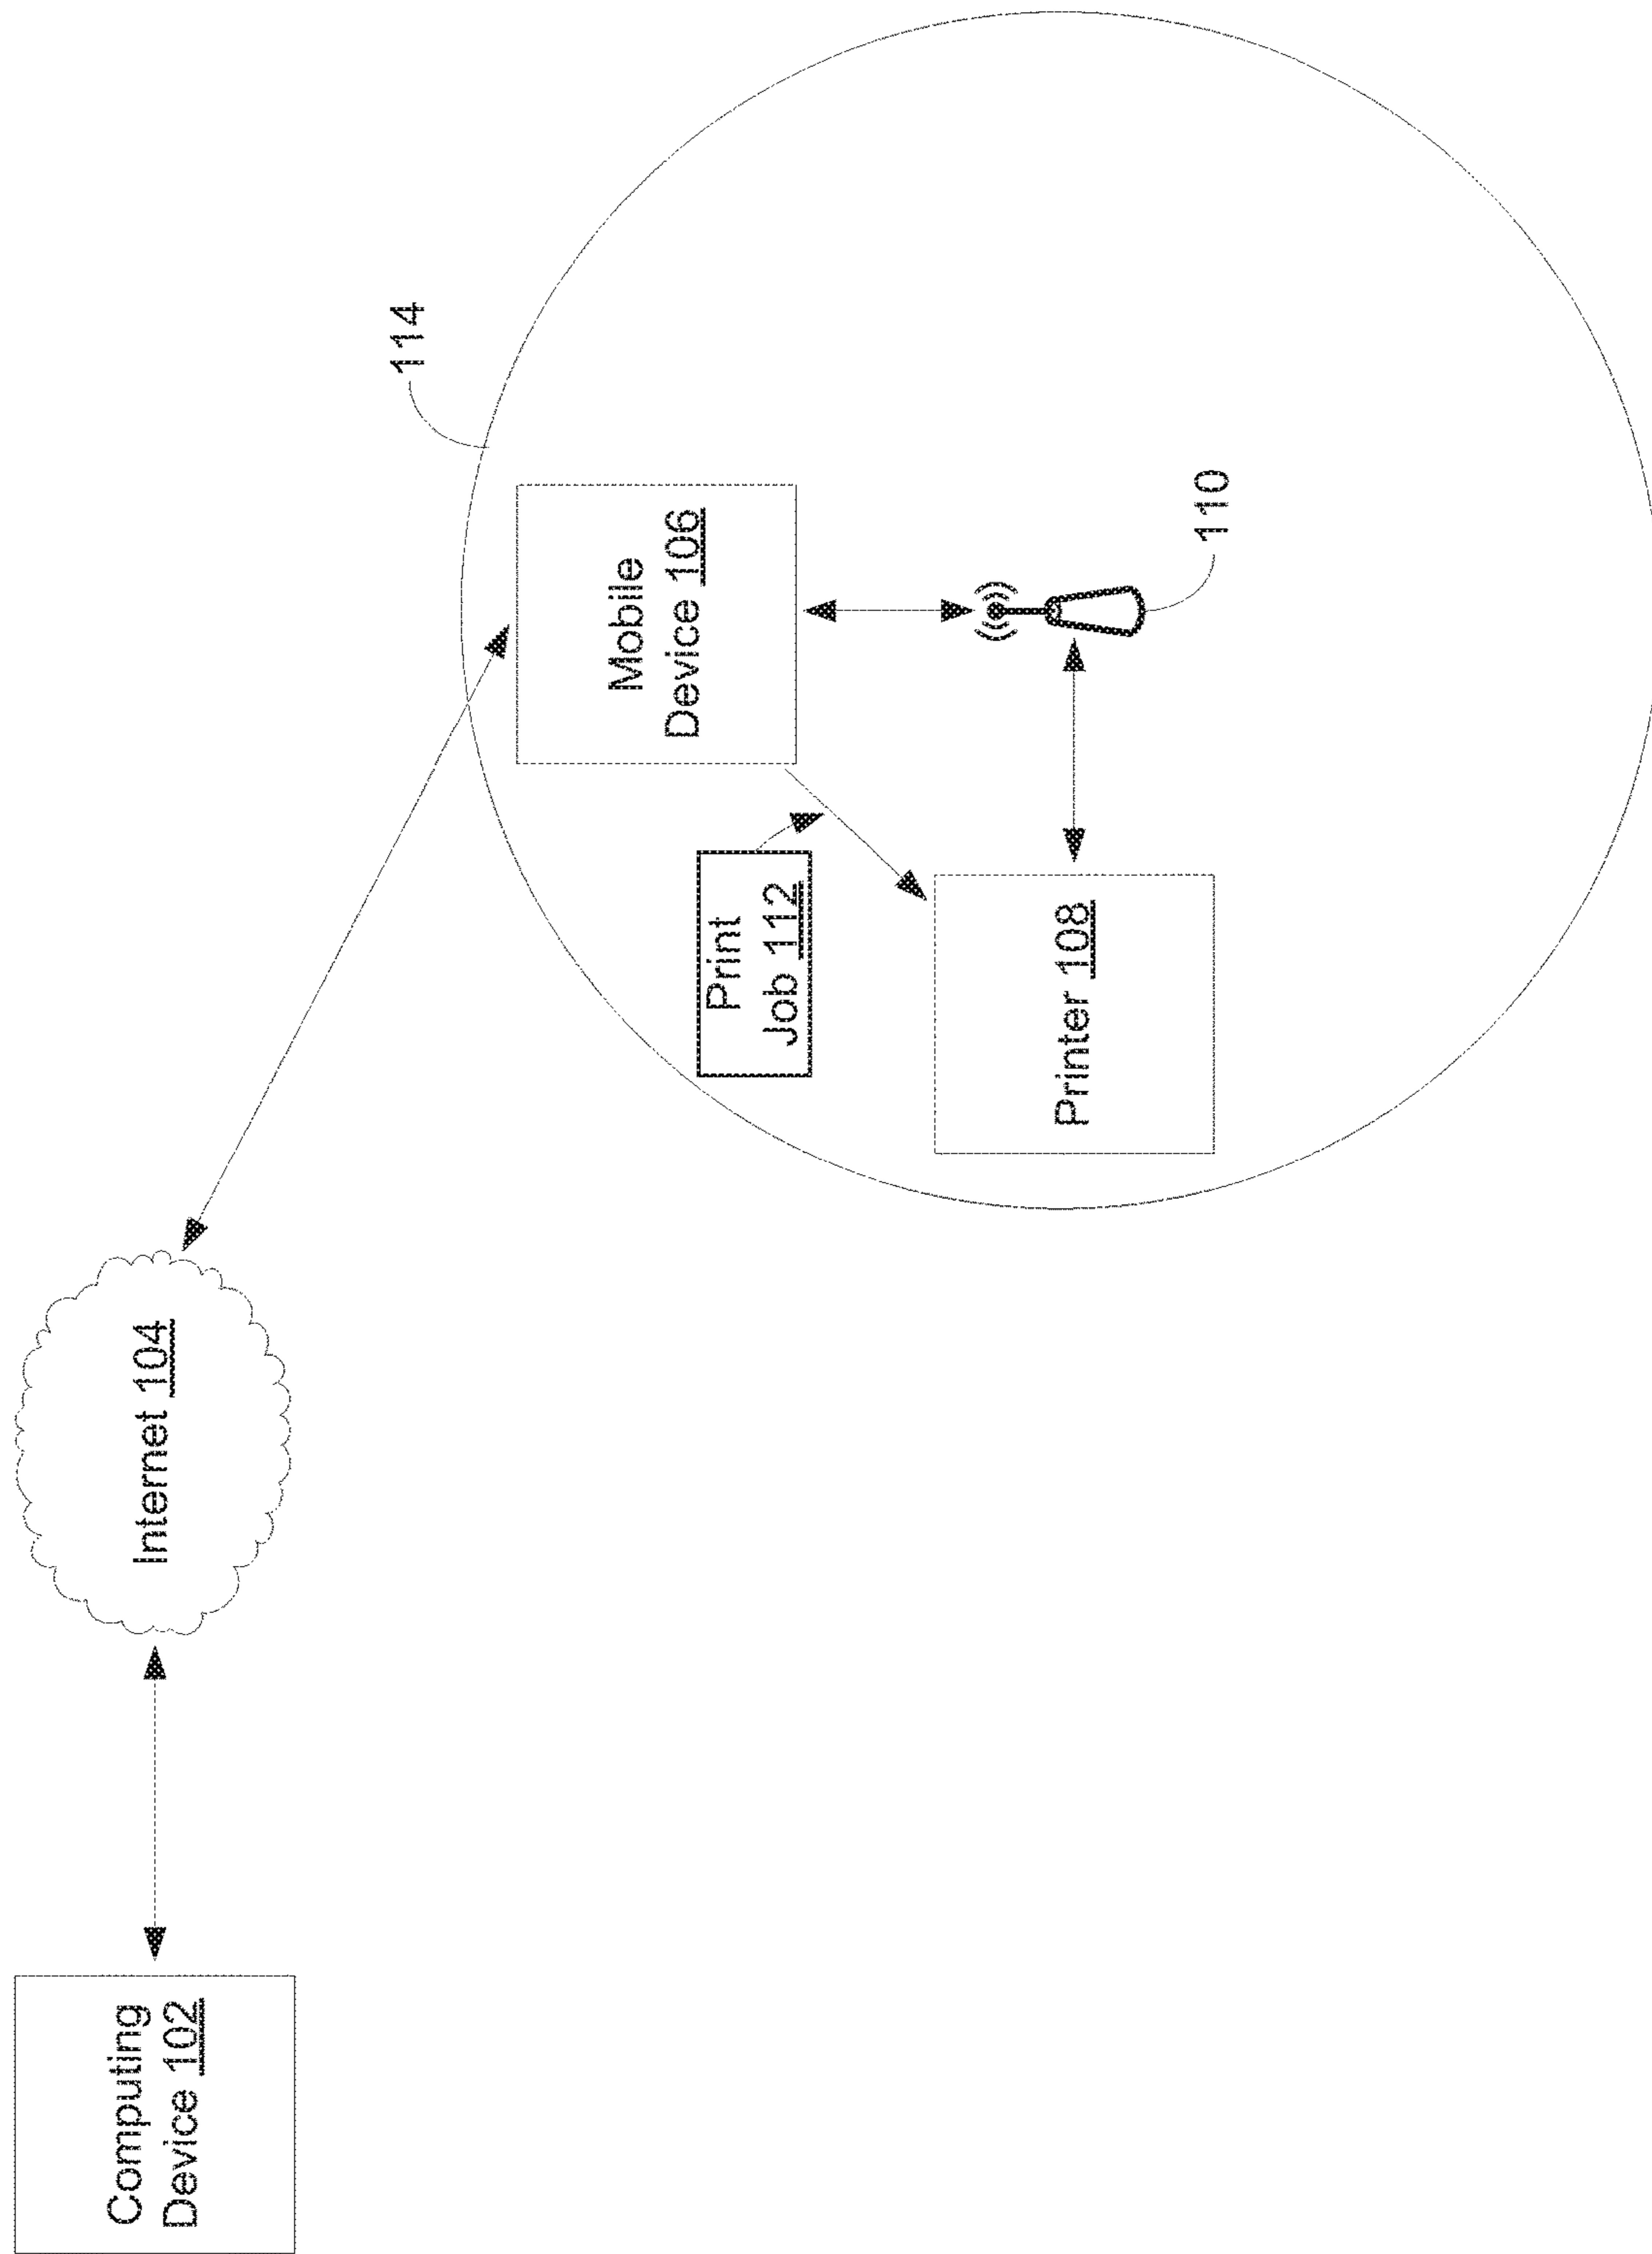 Computing
Device 102
Internet 104
114
Mobile
Device 106
Print
Job 112
Printer 108
110